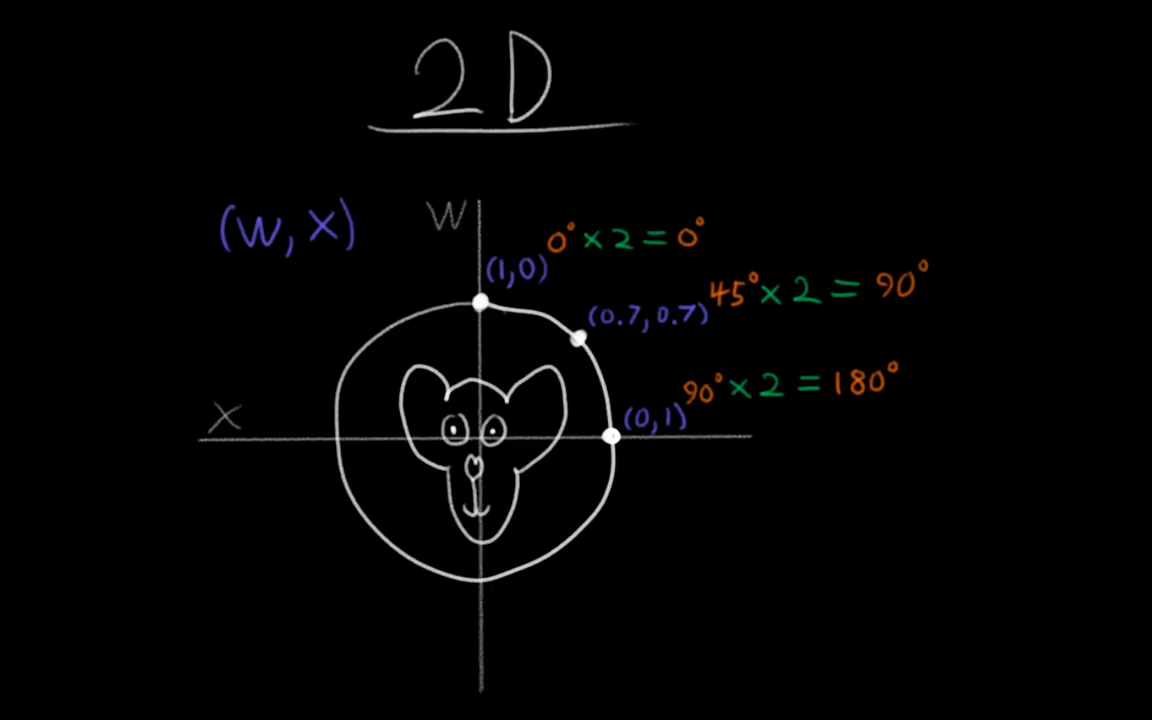 2D
(W, X)
W
0° × 2 = 0°
(1,0)
45° × 2 = 90°
(0.7, 0.7)
90° × 2 = 180°
(0,1)
X